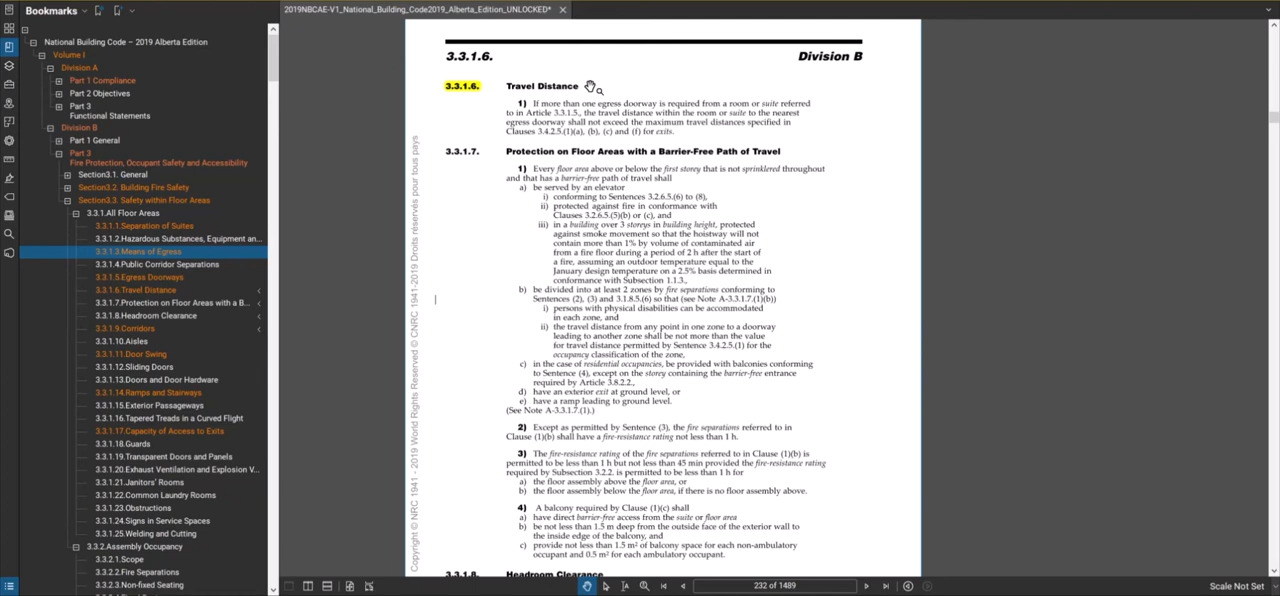 Bookmarks
2019NBCAE-V1_National_Building_Code2019_Alberta_Edition_UNLOCKED*
National Building Code – 2019 Alberta Edition
Volume I
Division A
Part 1 Compliance
Part 2 Objectives
Part 3
Functional Statements
Division B
Part 1 General
Part 3
Fire Protection, Occupant Safety and Accessibility
Section3.1. General
Section3.2. Building Fire Safety
Section3.3. Safety within Floor Areas
3.3.1.All Floor Areas
3.3.1.1.Separation of Suites
3.3.1.2.Hazardous Substances, Equipment an...
3.3.1.3.Means of Egress
3.3.1.4.Public Corridor Separations
3.3.1.5.Egress Doorways
3.3.1.6.Travel Distance
3.3.1.7.Protection on Floor Areas with a B...
3.3.1.8.Headroom Clearance
3.3.1.9.Corridors
3.3.1.10.Aisles
3.3.1.11.Door Swing
3.3.1.12.Sliding Doors
3.3.1.13.Doors and Door Hardware
3.3.1.14.Ramps and Stairways
3.3.1.15.Exterior Passageways
3.3.1.16.Tapered Treads in a Curved Flight
3.3.1.17.Capacity of Access to Exits
3.3.1.18.Guards
3.3.1.19.Transparent Doors and Panels
3.3.1.20.Exhaust Ventilation and Explosion V...
3.3.1.21.Janitors' Rooms
3.3.1.22.Common Laundry Rooms
3.3.1.23.Obstructions
3.3.1.24.Signs in Service Spaces
3.3.1.25.Welding and Cutting
3.3.2.Assembly Occupancy
3.3.2.1.Scope
3.3.2.2.Fire Separations
3.3.2.3.Non-fixed Seating
3.3.1.6. Division B
3.3.1.6. Travel Distance
1) If more than one egress doorway is required from a room or suite referred
to in Article 3.3.1.5., the travel distance within the room or suite to the nearest
egress doorway shall not exceed the maximum travel distances specified in
Clauses 3.4.2.5.(1)(a), (b), (c) and (f) for exits.
3.3.1.7. Protection on Floor Areas with a Barrier-Free Path of Travel
1) Every floor area above or below the first storey that is not sprinklered throughout
and that has a barrier-free path of travel shall
a) be served by an elevator
i) conforming to Sentences 3.2.6.5.(6) to (8),
ii) protected against fire in conformance with
Clauses 3.2.6.5.(5)(b) or (c), and
iii) in a building over 3 storeys in building height, protected
against smoke movement so that the hoistway will not
contain more than 1% by volume of contaminated air
from a fire floor during a period of 2 h after the start of
a fire, assuming an outdoor temperature equal to the
January design temperature on a 2.5% basis determined in
conformance with Subsection 1.1.3.,
b) be divided into at least 2 zones by fire separations conforming to
Sentences (2), (3) and 3.1.8.5.(6) so that (see Note A-3.3.1.7.(1)(b))
i) persons with physical disabilities can be accommodated
in each zone, and
ii) the travel distance from any point in one zone to a doorway
leading to another zone shall be not more than the value
for travel distance permitted by Sentence 3.4.2.5.(1) for the
occupancy classification of the zone,
c) in the case of residential occupancies, be provided with balconies conforming
to Sentence (4), except on the storey containing the barrier-free entrance
required by Article 3.8.2.2.,
d) have an exterior exit at ground level, or
e) have a ramp leading to ground level.
(See Note A-3.3.1.7.(1).)
2) Except as permitted by Sentence (3), the fire separations referred to in
Clause (1)(b) shall have a fire-resistance rating not less than 1 h.
3) The fire-resistance rating of the fire separations referred to in Clause (1)(b) is
permitted to be less than 1 h but not less than 45 min provided the fire-resistance rating
required by Subsection 3.2.2. is permitted to be less than 1 h for
a) the floor assembly above the floor area, or
b) the floor assembly below the floor area, if there is no floor assembly above.
4) A balcony required by Clause (1)(c) shall
a) have direct barrier-free access from the suite or floor area
b) be not less than 1.5 m deep from the outside face of the exterior wall to
the inside edge of the balcony, and
c) provide not less than 1.5 m² of balcony space for each non-ambulatory
occupant and 0.5 m² for each ambulatory occupant.
3.3.1.8. Headroom Clearance
Copyright © NRC 1941 - 2019 World Rights Reserved © CNRC 1941-2019 Droits réservés pour tous pays
232 of 1489
Scale Not Set